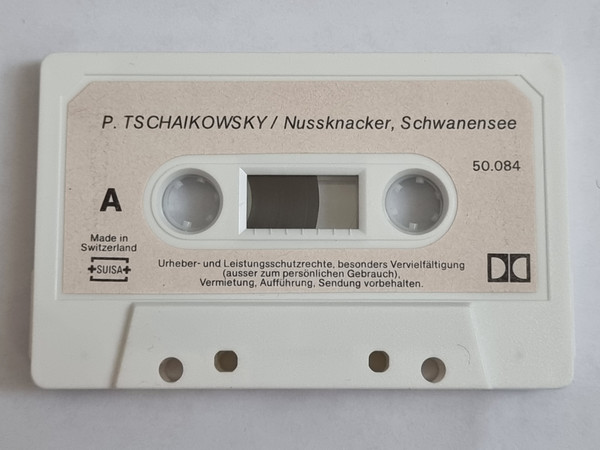 P. TSCHAIKOWSKY / Nussknacker, Schwanensee
50.084
A
Made in
Switzerland
SUISA
Urheber- und Leistungsschutzrechte, besonders Vervielfältigung
(ausser zum persönlichen Gebrauch),
Vermietung, Aufführung, Sendung vorbehalten.